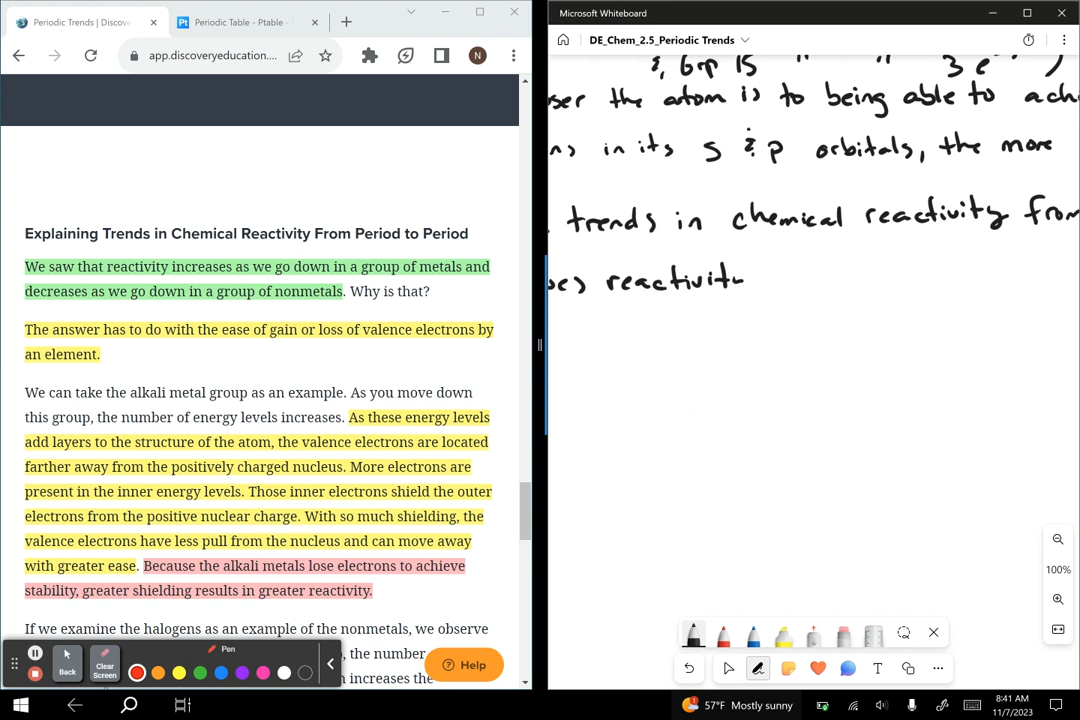 Periodic Trends | Discov
Periodic Table - Ptable -
app.discoveryeducation....
N
Explaining Trends in Chemical Reactivity From Period to Period
We saw that reactivity increases as we go down in a group of metals and
decreases as we go down in a group of nonmetals. Why is that?
The answer has to do with the ease of gain or loss of valence electrons by
an element.
We can take the alkali metal group as an example. As you move down
this group, the number of energy levels increases. As these energy levels
add layers to the structure of the atom, the valence electrons are located
farther away from the positively charged nucleus. More electrons are
present in the inner energy levels. Those inner electrons shield the outer
electrons from the positive nuclear charge. With so much shielding, the
valence electrons have less pull from the nucleus and can move away
with greater ease. Because the alkali metals lose electrons to achieve
stability, greater shielding results in greater reactivity.
If we examine the halogens as an example of the nonmetals, we observe
, the number
n increases the
Pen
Back
Clear
Screen
Help
Microsoft Whiteboard
DE_Chem_2.5_Periodic Trends
&, Grp 15 " " 3 e⁻ )
ser the atom is to being able to achi
ns in its s & p orbitals, the more
. trends in chemical reactivity from
reactivity
100%
57°F Mostly sunny
8:41 AM
11/7/2023